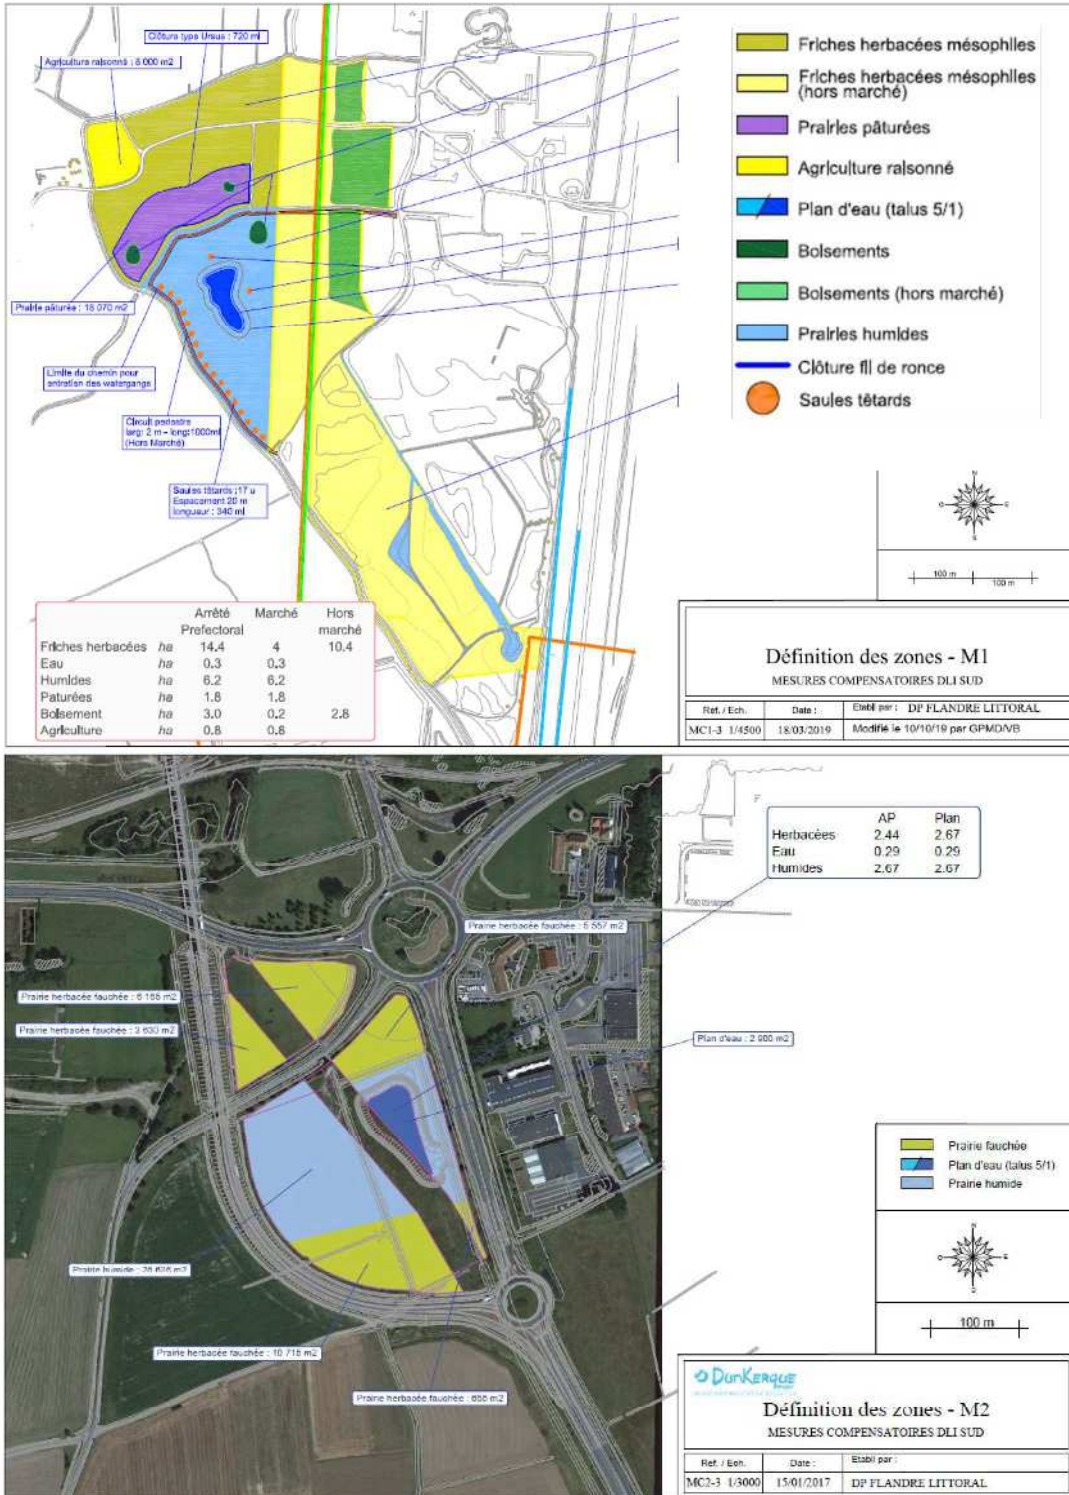 Clôture type Ursus : 720 ml
Agriculture raisonné : 8 000 m2
Prairie pâturée : 18 070 m2
Limite du chemin pour
entretien des watergangs
Circuit pedestre
larg: 2 m - long:1000ml
(Hors Marché)
Saules têtards :17 u
Espacement 20 m
longueur : 340 ml
Friches herbacées mésophiles
Friches herbacées mésophiles
(hors marché)
Prairies pâturées
Agriculture raisonné
Plan d'eau (talus 5/1)
Boisements
Boisements (hors marché)
Prairies humides
Clôture fil de ronce
Saules têtards
N
S
100 m
100 m
Arrêté Marché Hors
Prefectoral marché
Friches herbacées ha 14.4 4 10.4
Eau ha 0.3 0.3
Humides ha 6.2 6.2
Paturées ha 1.8 1.8
Boisement ha 3.0 0.2 2.8
Agriculture ha 0.8 0.8
Définition des zones - M1
MESURES COMPENSATOIRES DLI SUD
Ref. / Ech. Date : Etabli par : DP FLANDRE LITTORAL
MC1-3 1/4500 18/03/2019 Modifié le 10/10/19 par GPMD/VB
AP Plan
Herbacées 2.44 2.67
Eau 0.29 0.29
Humides 2.67 2.67
Prairie herbacée fauchée : 5 557 m2
Prairie herbacée fauchée : 6 165 m2
Prairie herbacée fauchée : 3 630 m2
Plan d'eau : 2 900 m2
Prairie humide : 26 626 m2
Prairie herbacée fauchée : 10 715 m2
Prairie herbacée fauchée : 655 m2
Prairie fauchée
Plan d'eau (talus 5/1)
Prairie humide
N
S
100 m
DUNKERQUE
Définition des zones - M2
MESURES COMPENSATOIRES DLI SUD
Ref. / Ech. Date : Etabli par :
MC2-3 1/3000 15/01/2017 DP FLANDRE LITTORAL